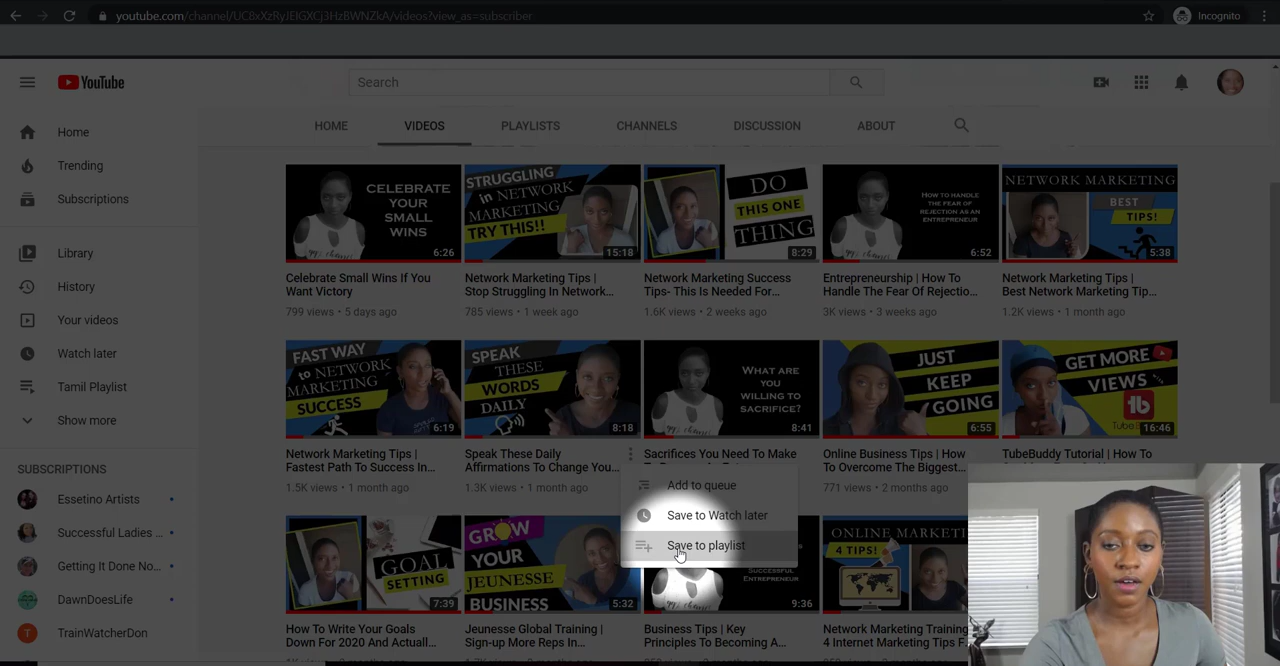 youtube.com/channel/UC8xXzRyJEIGXCj3HzBWNZkA/videos?view_as=subscriber
Incognito
YouTube
Search
HOME
VIDEOS
PLAYLISTS
CHANNELS
DISCUSSION
ABOUT
Home
Trending
Subscriptions
Library
History
Your videos
Watch later
Tamil Playlist
Show more
SUBSCRIPTIONS
Essetino Artists
Successful Ladies ...
Getting It Done No...
DawnDoesLife
T
TrainWatcherDon
CELEBRATE
YOUR
SMALL
WINS
6:26
Celebrate Small Wins If You
Want Victory
799 views • 5 days ago
STRUGGLING
in NETWORK
MARKETING
TRY THIS!!
15:18
Network Marketing Tips |
Stop Struggling In Network...
785 views • 1 week ago
DO
THIS ONE
THING
8:29
Network Marketing Success
Tips- This Is Needed For...
1.6K views • 2 weeks ago
HOW TO HANDLE
THE FEAR OF
REJECTION AS AN
ENTREPRENEUR
6:52
Entrepreneurship | How To
Handle The Fear Of Rejectio...
3K views • 3 weeks ago
NETWORK MARKETING
BEST
TIPS!
5:38
Network Marketing Tips |
Best Network Marketing Tip...
1.2K views • 1 month ago
FAST WAY
to NETWORK
MARKETING
SUCCESS
6:19
Network Marketing Tips |
Fastest Path To Success In...
1.5K views • 1 month ago
SPEAK
THESE
WORDS
DAILY
8:18
Speak These Daily
Affirmations To Change You...
1.3K views • 1 month ago
WHAT ARE
YOU
WILLING TO
SACRIFICE?
8:41
Sacrifices You Need To Make
JUST
KEEP
GOING
6:55
Online Business Tips | How
To Overcome The Biggest...
771 views • 2 months ago
GET MORE
VIEWS
tb
16:46
TubeBuddy Tutorial | How To
Add to queue
Save to Watch later
Save to playlist
GOAL
SETTING
7:39
How To Write Your Goals
Down For 2020 And Actuall...
GROW
YOUR
JEUNESSE
BUSINESS
5:32
Jeunesse Global Training |
Sign-up More Reps In...
SUCCESSFUL
ENTREPRENEUR
9:36
Business Tips | Key
Principles To Becoming A...
ONLINE MARKETING
4 TIPS!
Network Marketing Training
4 Internet Marketing Tips F